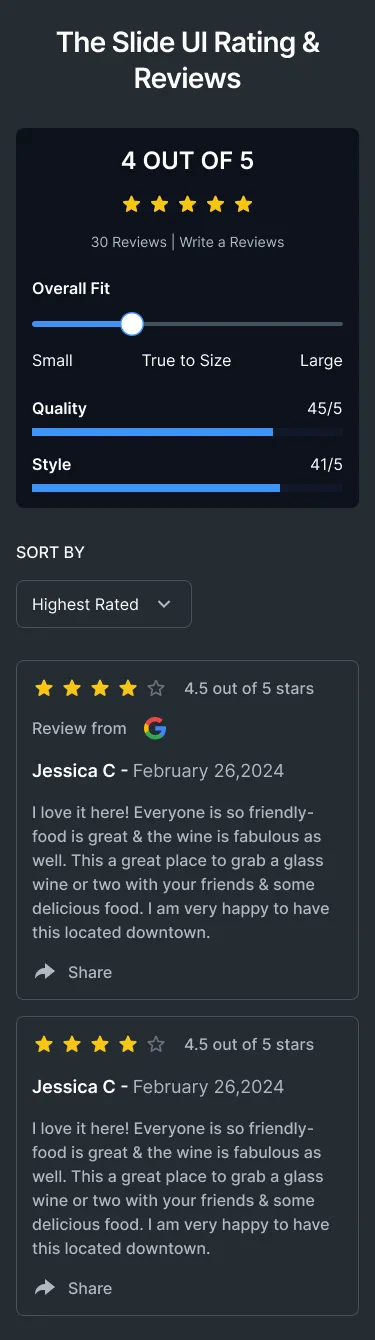 The Slide UI Rating &
Reviews
4 OUT OF 5
30 Reviews | Write a Reviews
Overall Fit
Small True to Size Large
Quality 45/5
Style 41/5
SORT BY
Highest Rated
4.5 out of 5 stars
Review from
Jessica C - February 26,2024
I love it here! Everyone is so friendly-
food is great & the wine is fabulous as
well. This a great place to grab a glass
wine or two with your friends & some
delicious food. I am very happy to have
this located downtown.
Share
4.5 out of 5 stars
Jessica C - February 26,2024
I love it here! Everyone is so friendly-
food is great & the wine is fabulous as
well. This a great place to grab a glass
wine or two with your friends & some
delicious food. I am very happy to have
this located downtown.
Share